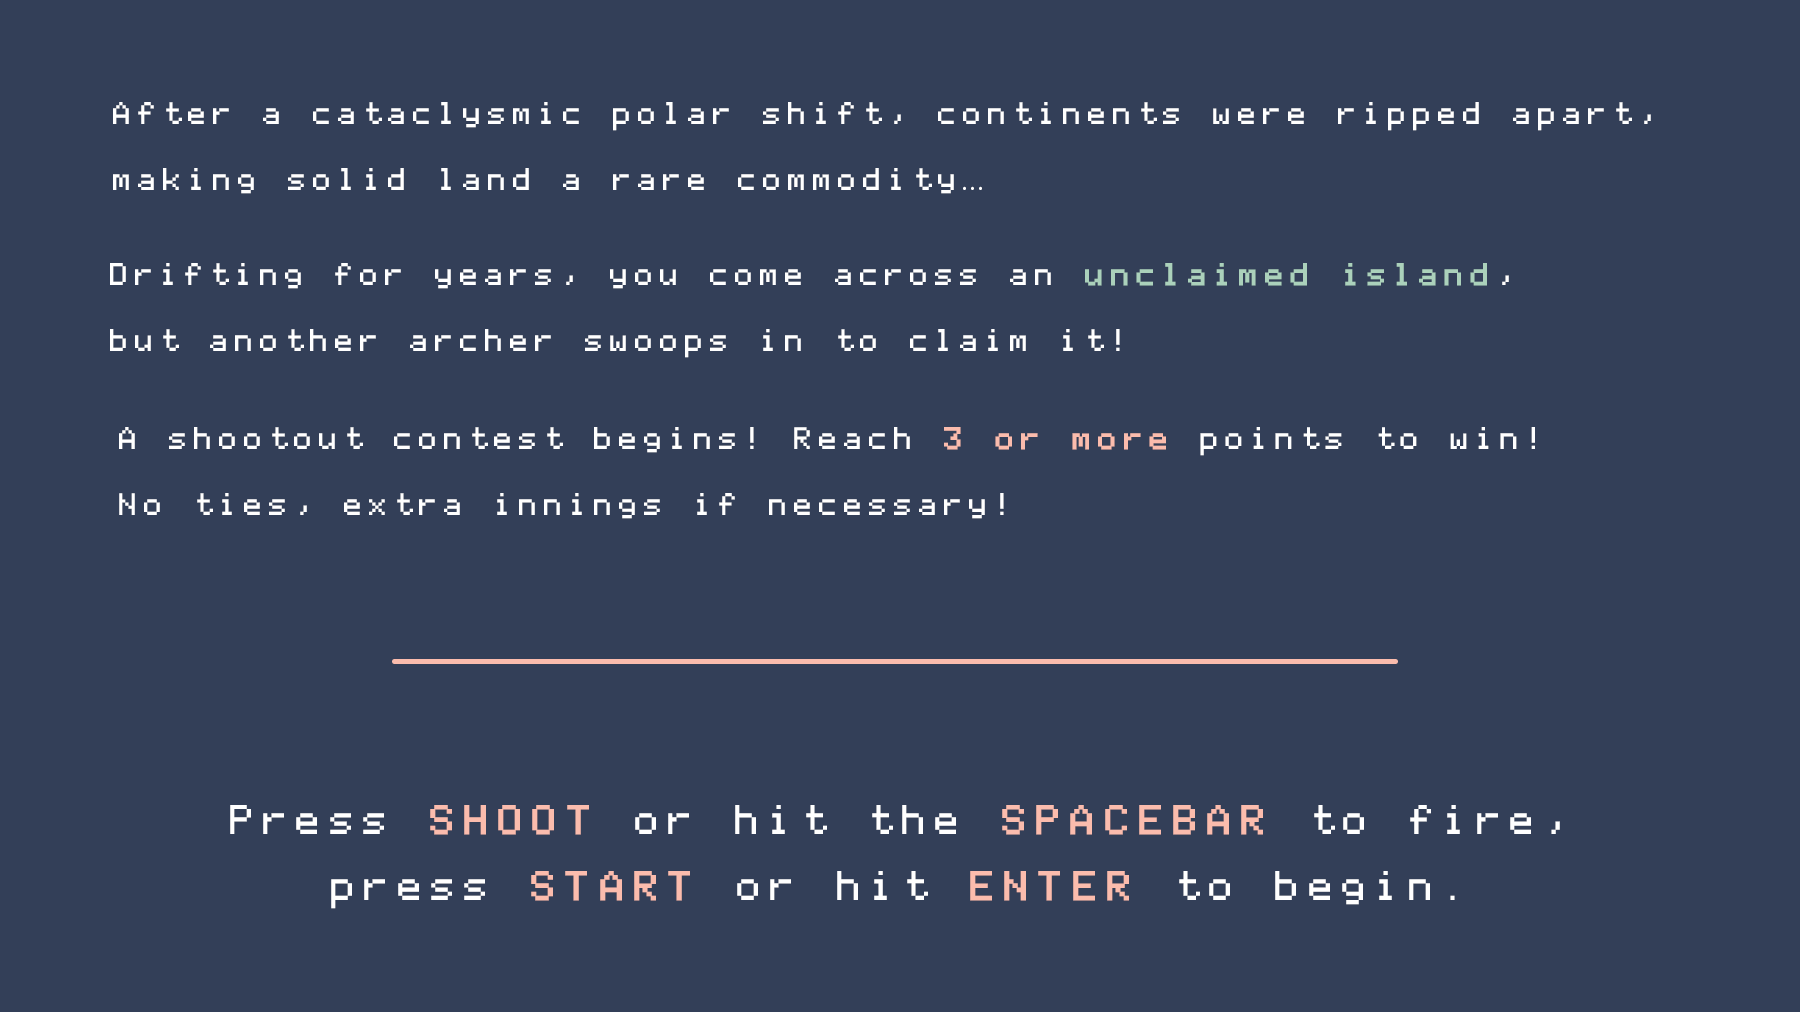 After a cataclysmic polar shift, continents were ripped apart,
making solid land a rare commodity…
Drifting for years, you come across an unclaimed island,
but another archer swoops in to claim it!
A shootout contest begins! Reach 3 or more points to win!
No ties, extra innings if necessary!
Press SHOOT or hit the SPACEBAR to fire,
press START or hit ENTER to begin.